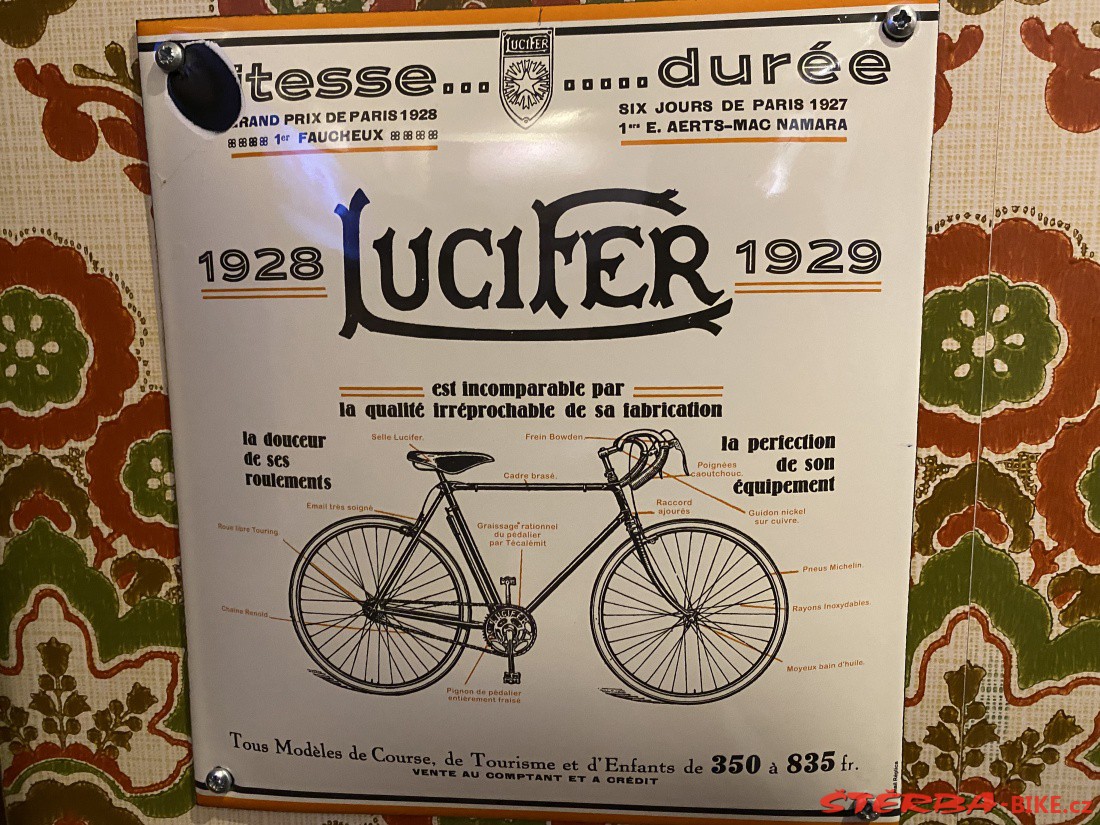 itesse... LUCIFER .....durée
RAND PRIX DE PARIS 1928
1er FAUCHEUX
SIX JOURS DE PARIS 1927
1ers E. AERTS-MAC NAMARA
1928 LUCIFER 1929
est incomparable par
la qualité irréprochable de sa fabrication
la douceur
de ses
roulements
la perfection
de son
équipement
Selle Lucifer.
Frein Bowden.
Cadre brasé.
Poignées
caoutchouc.
Email très soigné
Raccord
ajourés
Guidon nickel
sur cuivre.
Roue libre Touring
Graissage rationnel
du pédalier
par Técalémit
Pneus Michelin.
Chaîne Renold
LUCIFER
Rayons Inoxydables.
Moyeux bain d'huile.
Pignon de pédalier
entièrement fraisé
Tous Modèles de Course, de Tourisme et d'Enfants de 350 à 835 fr.
VENTE AU COMPTANT ET A CRÉDIT
ŠTERBA-BIKE.cz